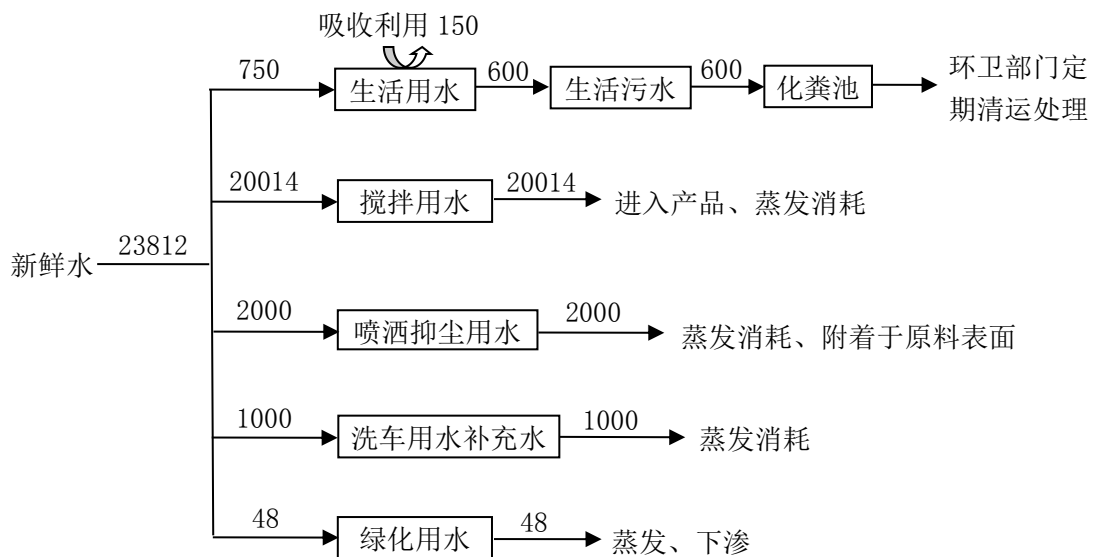 吸收利用 150
750
生活用水
600
生活污水
600
化粪池
环卫部门定
期清运处理
20014
搅拌用水
20014
进入产品、蒸发消耗
新鲜水
23812
2000
喷洒抑尘用水
2000
蒸发消耗、附着于原料表面
1000
洗车用水补充水
1000
蒸发消耗
48
绿化用水
48
蒸发、下渗